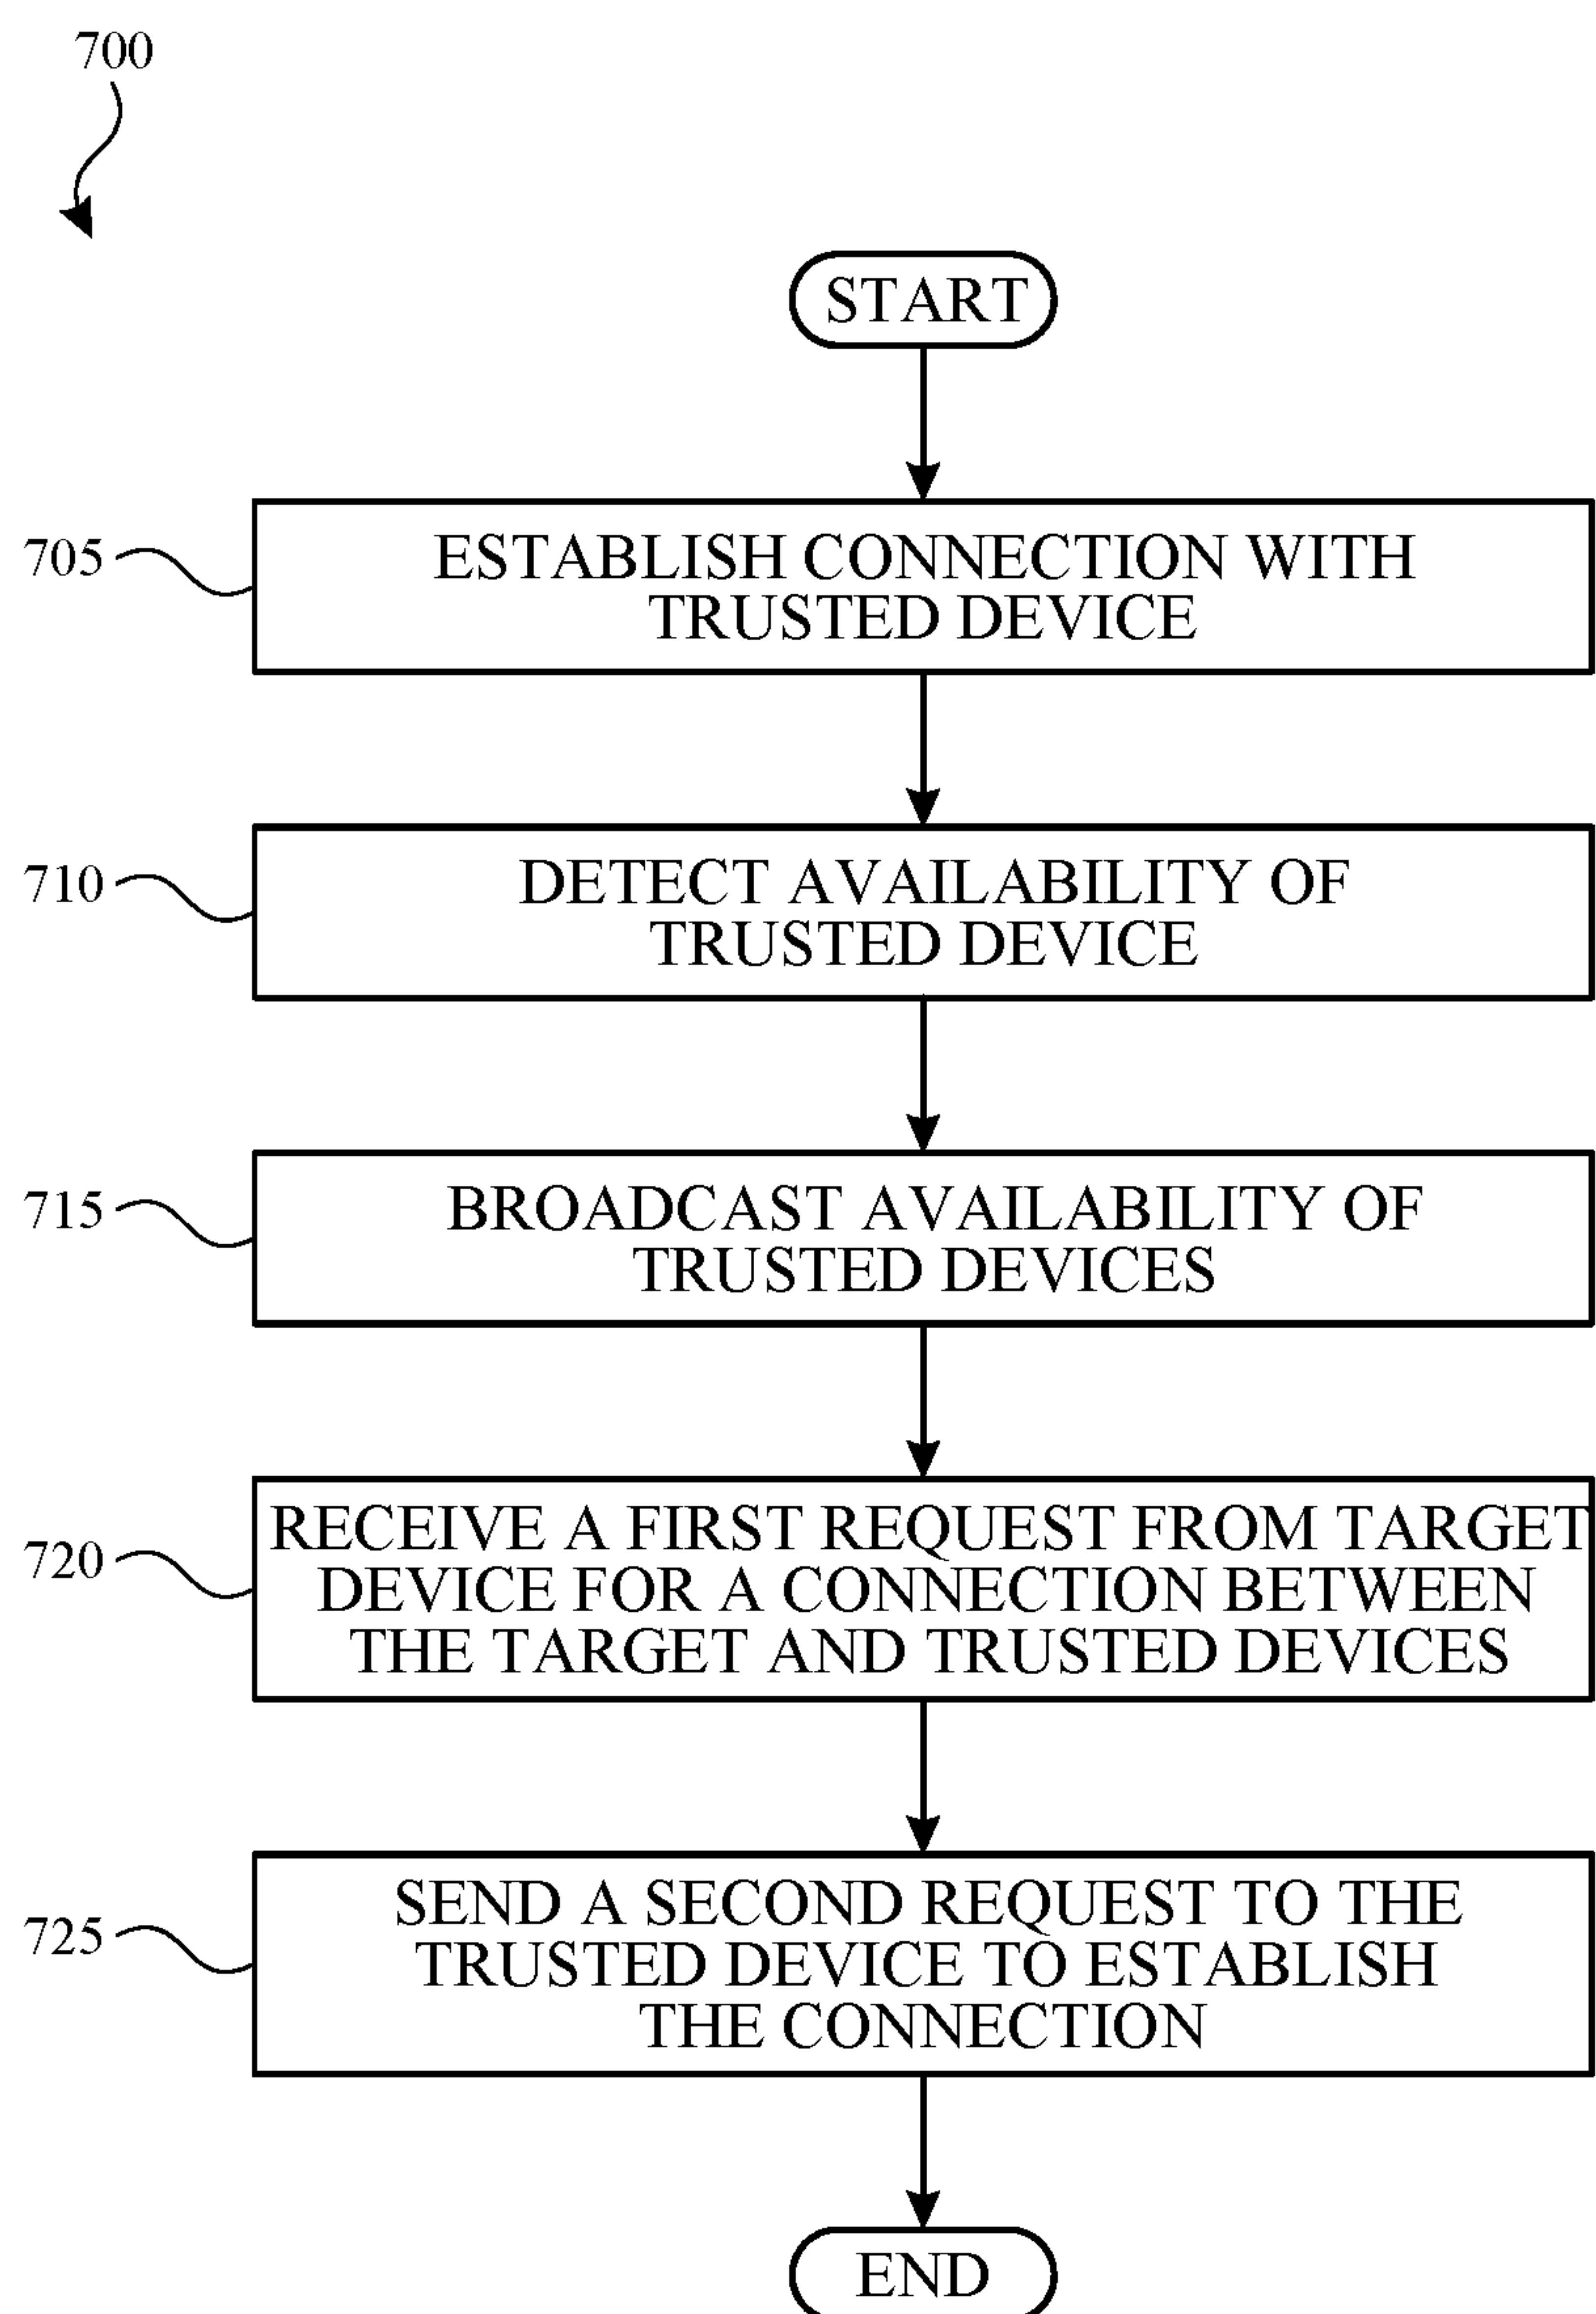 700
START
705
ESTABLISH CONNECTION WITH
TRUSTED DEVICE
710
DETECT AVAILABILITY OF
TRUSTED DEVICE
715
BROADCAST AVAILABILITY OF
TRUSTED DEVICES
720
RECEIVE A FIRST REQUEST FROM TARGET
DEVICE FOR A CONNECTION BETWEEN
THE TARGET AND TRUSTED DEVICES
725
SEND A SECOND REQUEST TO THE
TRUSTED DEVICE TO ESTABLISH
THE CONNECTION
END